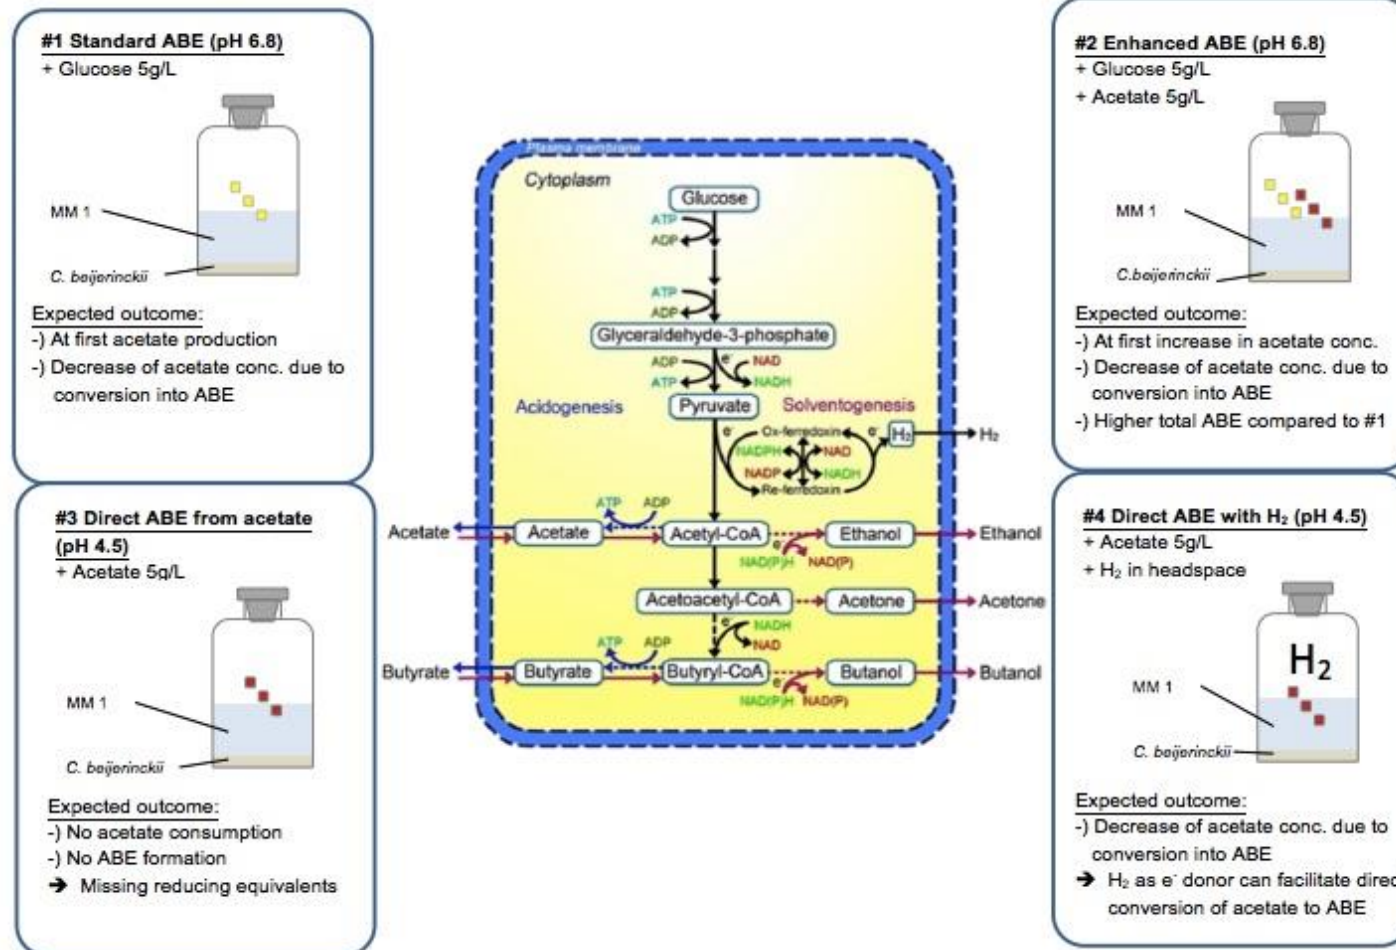 #1 Standard ABE (pH 6.8)
+ Glucose 5g/L
MM 1
C. beijerinckii
Expected outcome:
-) At first acetate production
-) Decrease of acetate conc. due to
conversion into ABE
#2 Enhanced ABE (pH 6.8)
+ Glucose 5g/L
+ Acetate 5g/L
MM 1
C.beijerinckii
Expected outcome:
-) At first increase in acetate conc.
-) Decrease of acetate conc. due to
conversion into ABE
-) Higher total ABE compared to #1
Plasma membrane
Cytoplasm
Glucose
ATP
ADP
ATP
ADP
Glyceraldehyde-3-phosphate
ADP e⁻ NAD
ATP NADH
Acidogenesis Pyruvate Solventogenesis
e⁻ Ox-ferredoxin e⁻ H₂ H₂
NADPH NAD
NADP NADH
Re-ferredoxin
ATP ADP
Acetate Acetate Acetyl-CoA Ethanol Ethanol
e⁻
NAD(P)H NAD(P)
Acetoacetyl-CoA Acetone Acetone
e⁻ NADH
ATP ADP NAD
Butyrate Butyrate Butyryl-CoA Butanol Butanol
e⁻
NAD(P)H NAD(P)
#3 Direct ABE from acetate
(pH 4.5)
+ Acetate 5g/L
MM 1
C. beijerinckii
Expected outcome:
-) No acetate consumption
-) No ABE formation
➔ Missing reducing equivalents
#4 Direct ABE with H₂ (pH 4.5)
+ Acetate 5g/L
+ H₂ in headspace
H₂
MM 1
C. beijerinckii
Expected outcome:
-) Decrease of acetate conc. due to
conversion into ABE
➔ H₂ as e⁻ donor can facilitate direc
conversion of acetate to ABE